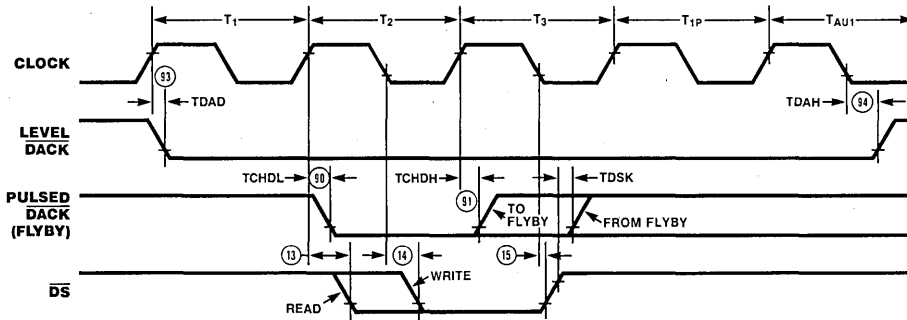 T1 T2 T3 T1P TAU1
CLOCK
93 TDAD TDAH 94
LEVEL
DACK
TCHDL 90 TCHDH 91 TDSK
PULSED
DACK
(FLYBY)
TO
FLYBY
FROM FLYBY
13 14 15
DS
READ
WRITE